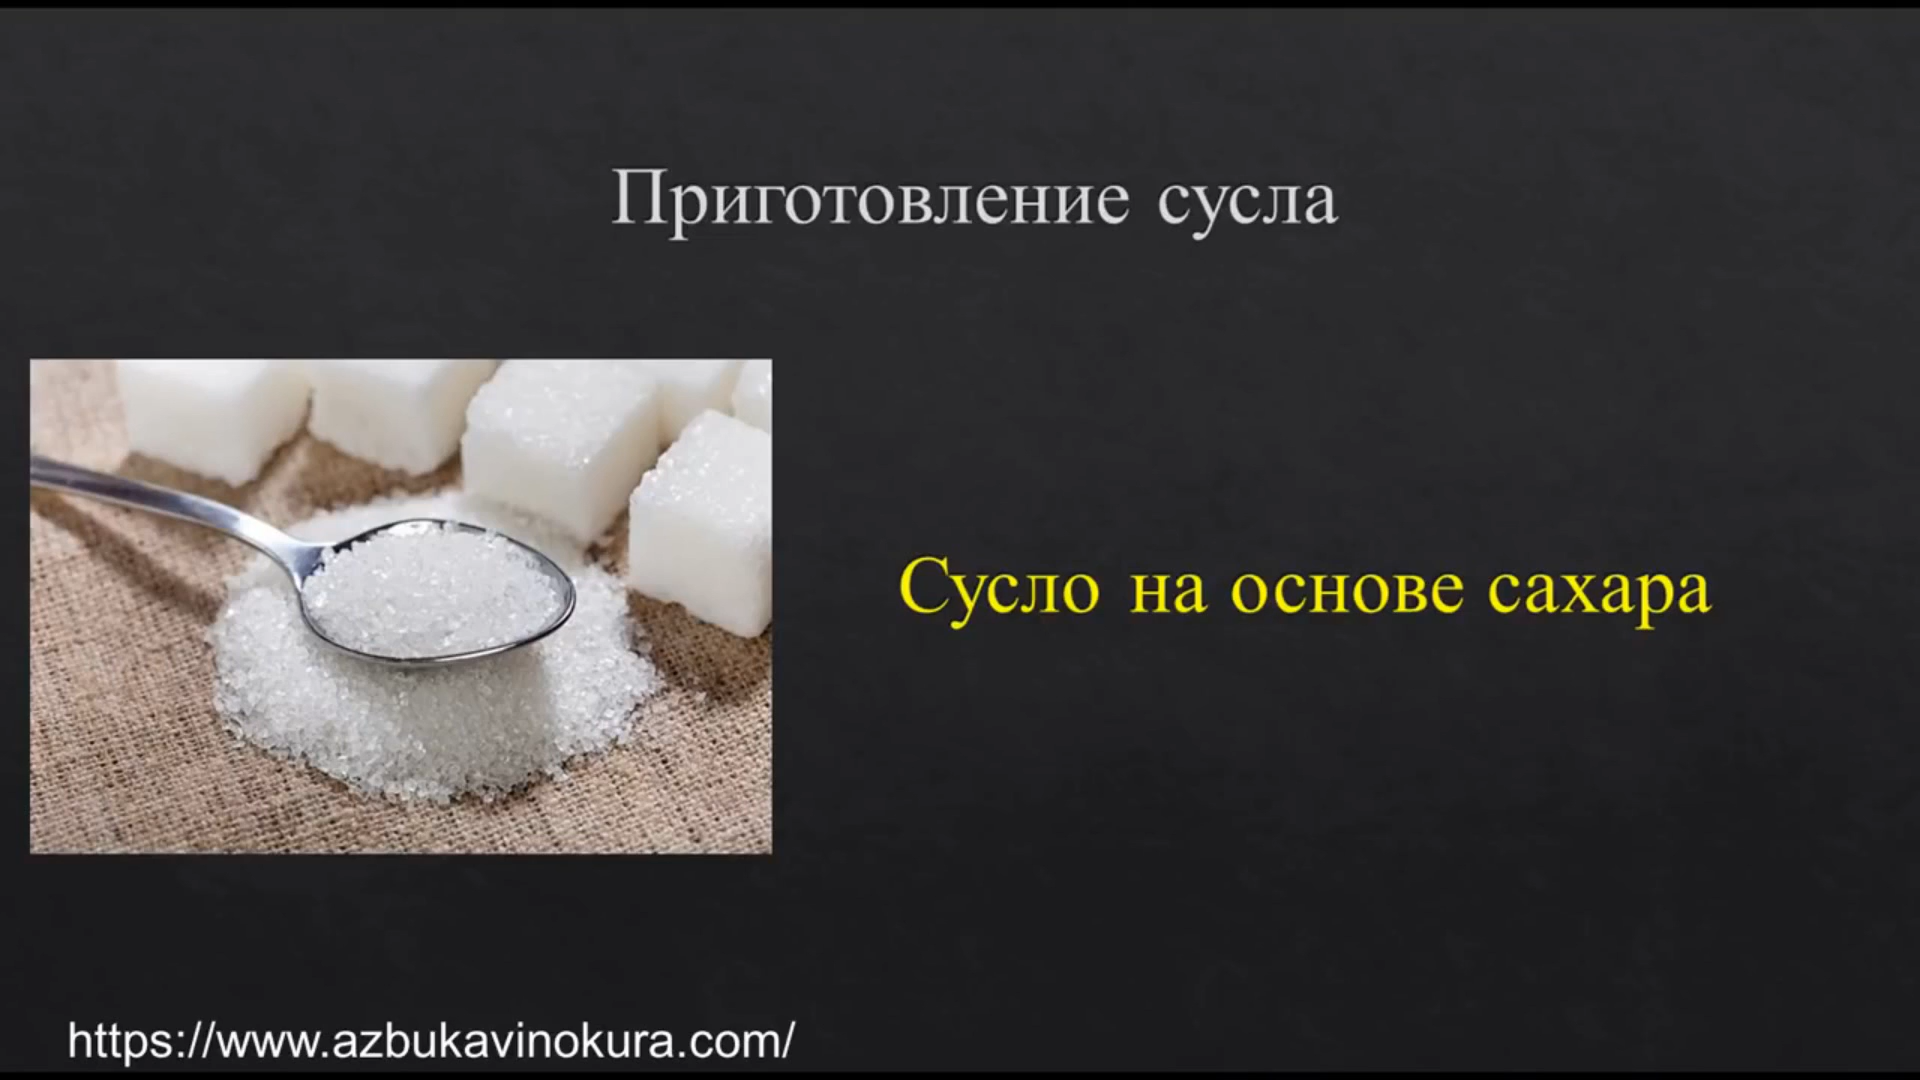 Приготовление сусла
Сусло на основе сахара
https://www.azbukavinokura.com/